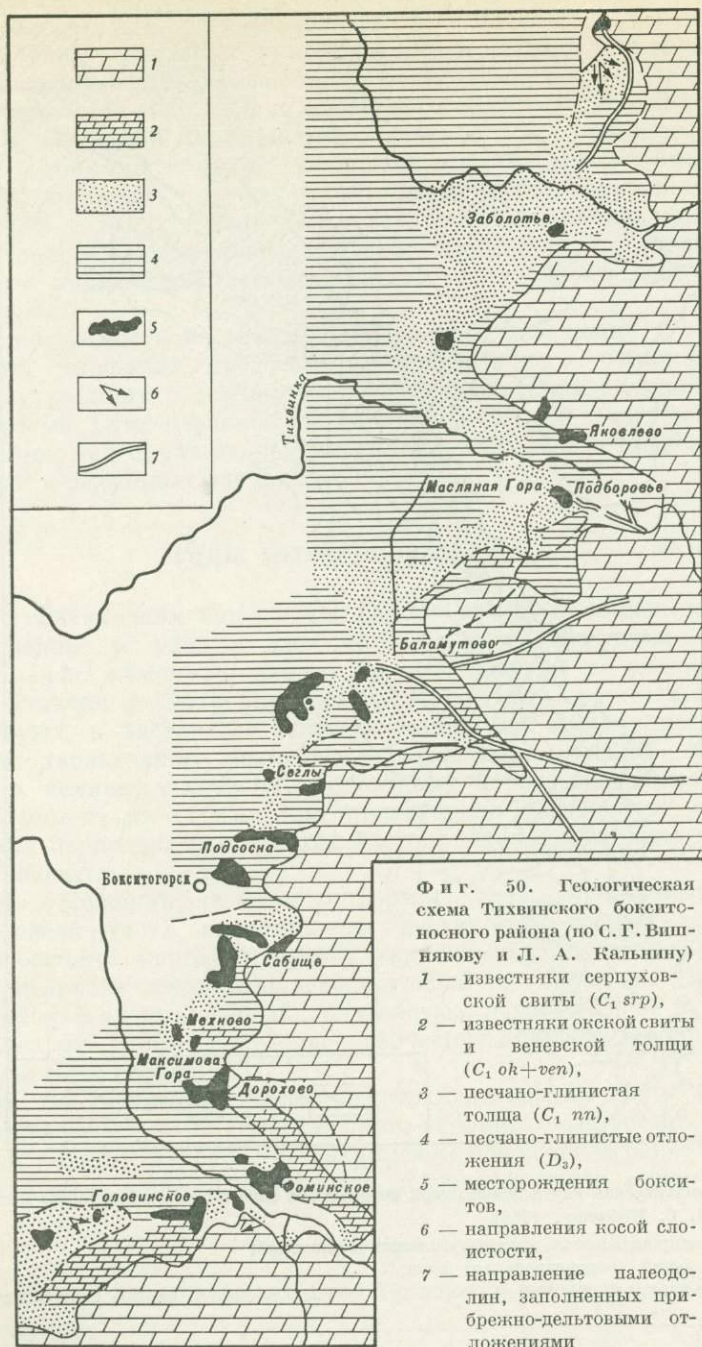 1
2
3
4
5
6
7
Заболотье
Тихвинка
Яковлево
Масляная Гора
Подборовье
Баламутово
Сеглы
Подсосна
Бокситогорск
Сабище
Мехново
Максимова
Гора
Дорохово
Фоминское
Головинское
Фиг. 50. Геологическая
схема Тихвинского боксито-
носного района (по С. Г. Виш-
някову и Л. А. Кальнину)
1 — известняки серпухов-
ской свиты (C₁ srp),
2 — известняки окской свиты
и веневской толщи
(C₁ ok+ven),
3 — песчано-глинистая
толща (C₁ nn),
4 — песчано-глинистые отло-
жения (D₃),
5 — месторождения бокси-
тов,
6 — направления косой сло-
истости,
7 — направление палеодо-
лин, заполненных при-
брежно-дельтовыми от-
ложениями